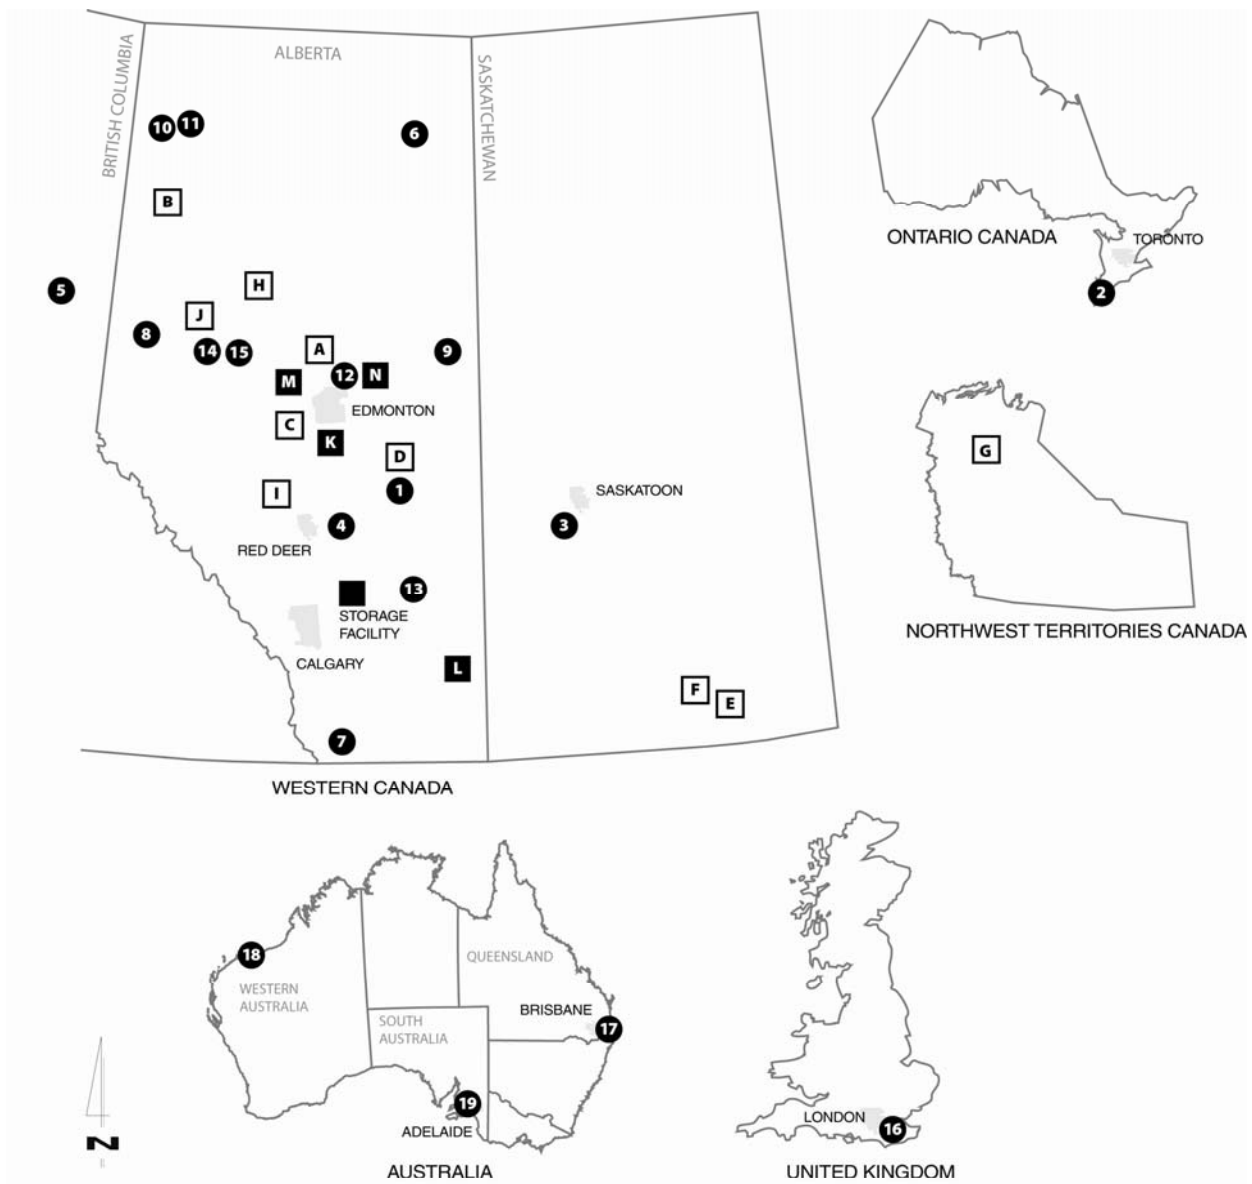 ALBERTA
BRITISH COLUMBIA
SASKATCHEWAN
10
11
6
B
5
H
J
8
14
15
A
9
M
12
N
EDMONTON
C
K
D
I
1
4
RED DEER
SASKATOON
3
13
STORAGE
FACILITY
CALGARY
L
F
E
7
WESTERN CANADA
ONTARIO CANADA
TORONTO
2
G
NORTHWEST TERRITORIES CANADA
18
WESTERN
AUSTRALIA
QUEENSLAND
BRISBANE
17
SOUTH
AUSTRALIA
19
ADELAIDE
AUSTRALIA
LONDON
16
UNITED KINGDOM
N